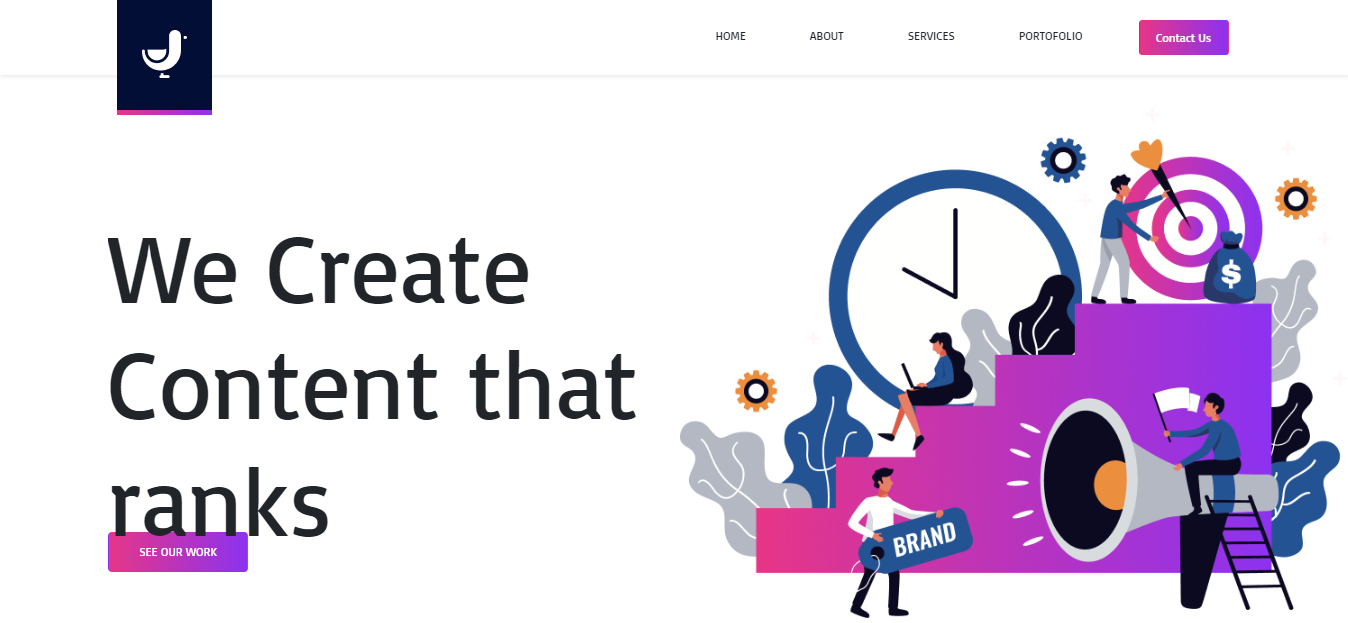 HOME
ABOUT
SERVICES
PORTOFOLIO
Contact Us
We Create
Content that
ranks
SEE OUR WORK
$
BRAND